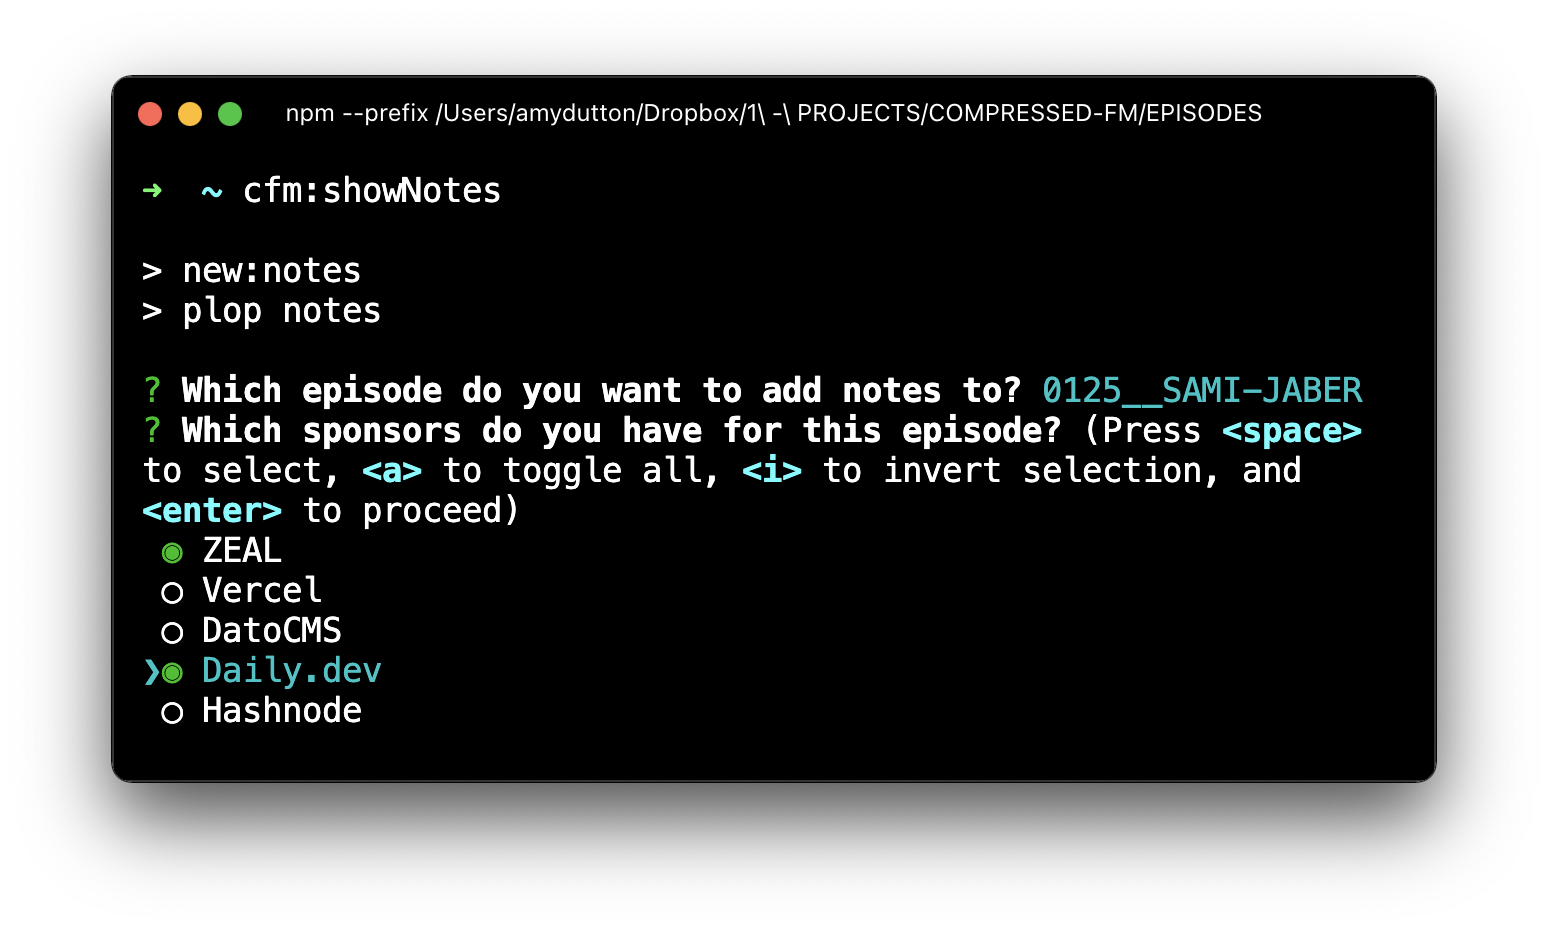 npm --prefix /Users/amydutton/Dropbox/1\ -\ PROJECTS/COMPRESSED-FM/EPISODES
➜ ~ cfm:showNotes
> new:notes
> plop notes
? Which episode do you want to add notes to? 0125__SAMI-JABER
? Which sponsors do you have for this episode? (Press <space>
to select, <a> to toggle all, <i> to invert selection, and
<enter> to proceed)
◉ ZEAL
◯ Vercel
◯ DatoCMS
❯◉ Daily.dev
◯ Hashnode